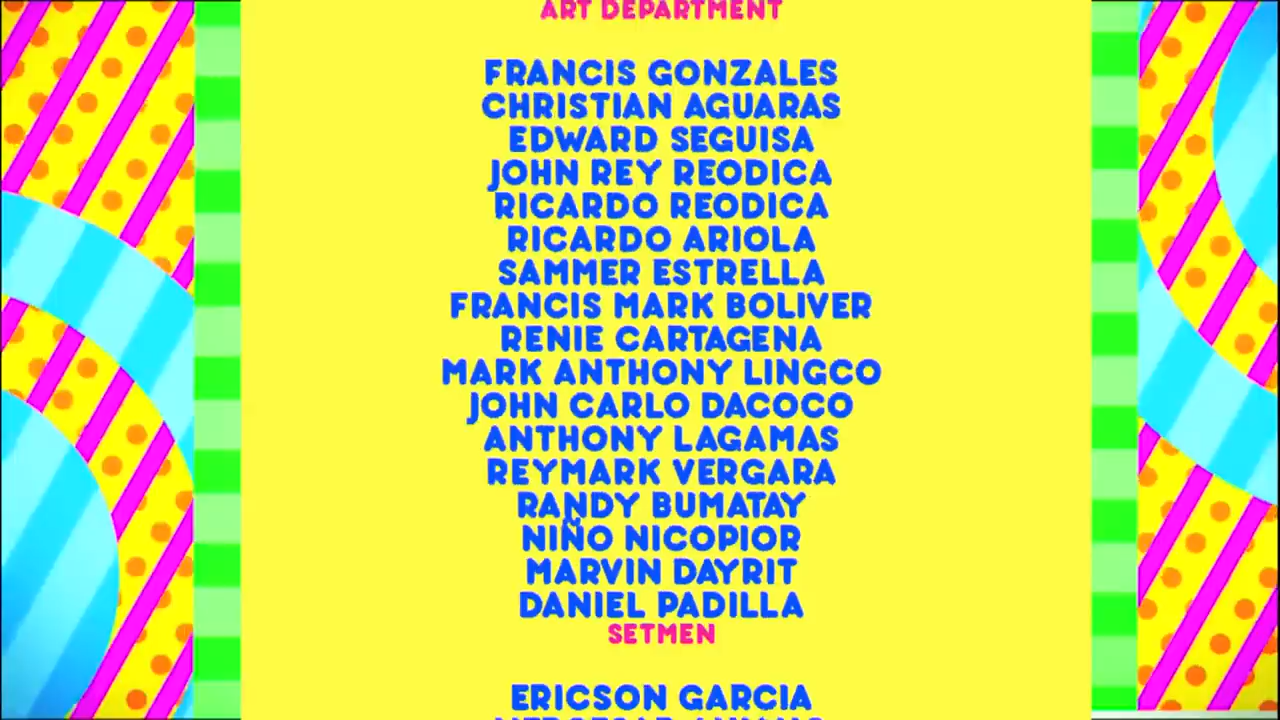 ART DEPARTMENT
FRANCIS GONZALES
CHRISTIAN AGUARAS
EDWARD SEGUISA
JOHN REY REODICA
RICARDO REODICA
RICARDO ARIOLA
SAMMER ESTRELLA
FRANCIS MARK BOLIVER
RENIE CARTAGENA
MARK ANTHONY LINGCO
JOHN CARLO DACOCO
ANTHONY LAGAMAS
REYMARK VERGARA
RANDY BUMATAY
NIÑO NICOPIOR
MARVIN DAYRIT
DANIEL PADILLA
SETMEN
ERICSON GARCIA